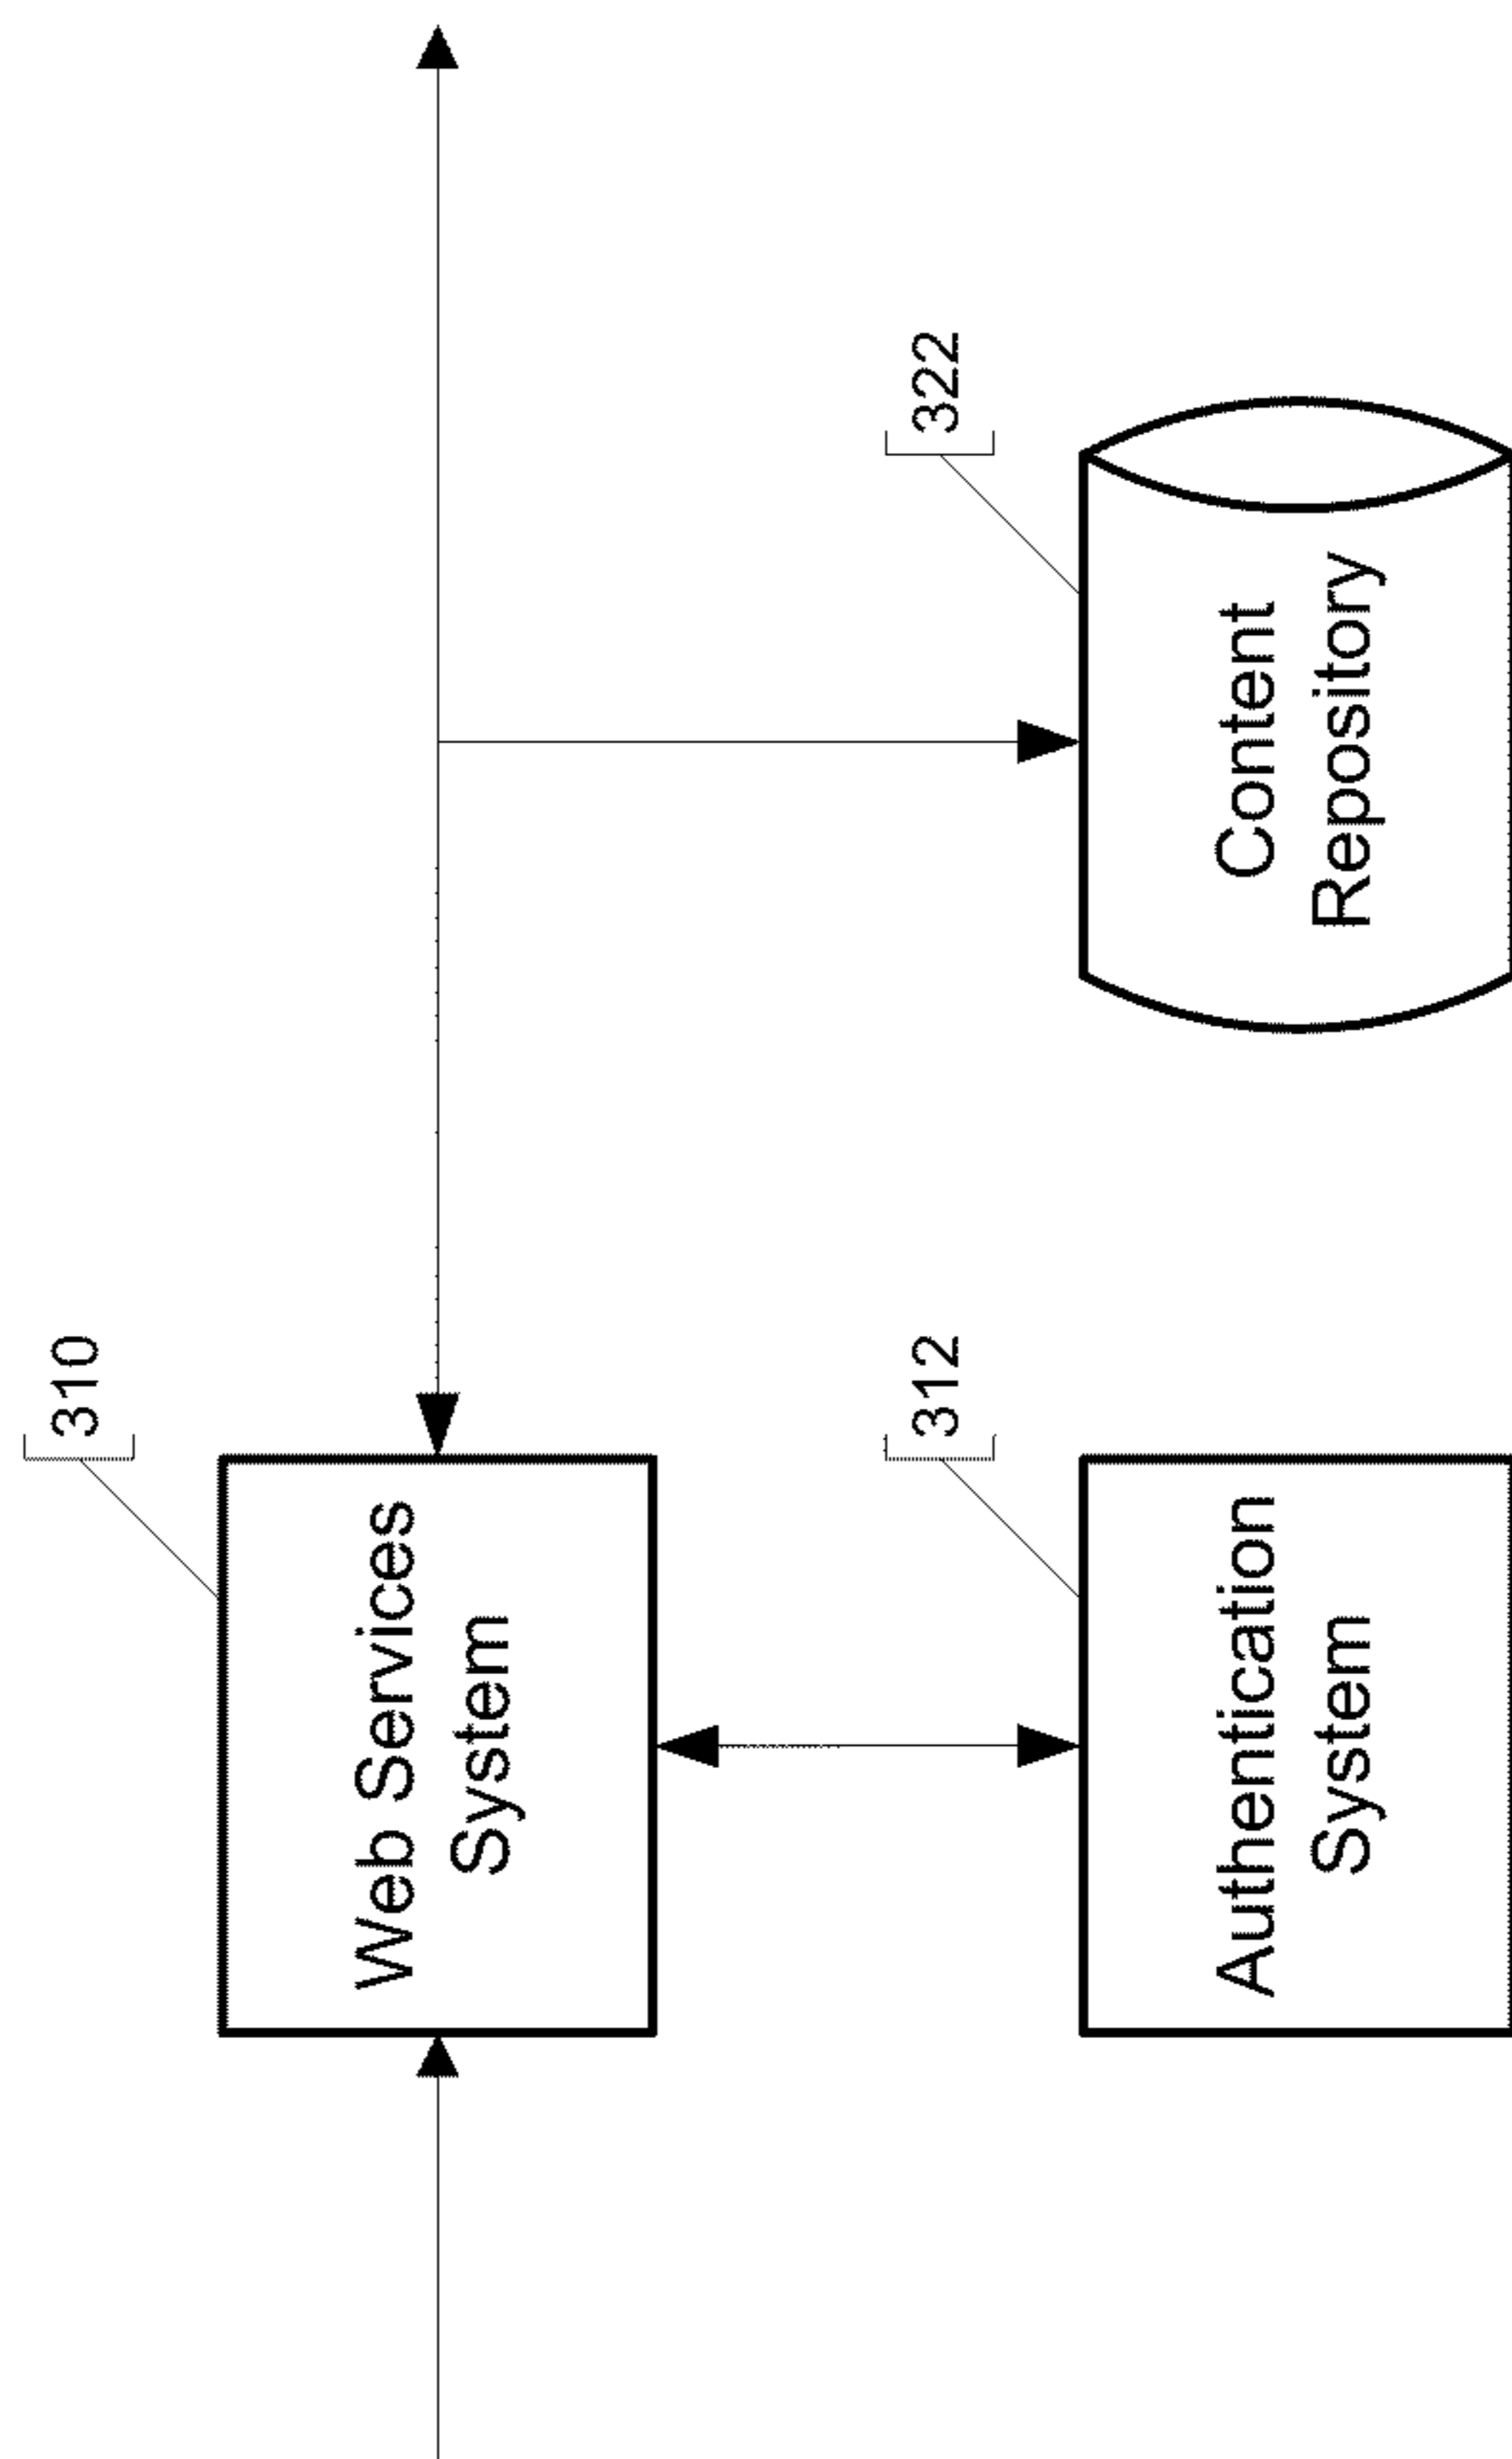 310
Web Services
System
322
Content
Repository
312
Authentication
System